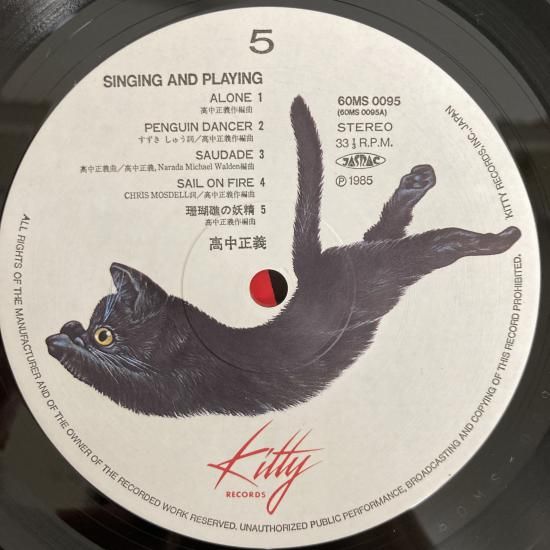 5
SINGING AND PLAYING
ALONE 1
高中正義作編曲
PENGUIN DANCER 2
すずき しゅう詞／高中正義作編曲
SAUDADE 3
高中正義曲／高中正義, Narada Michael Walden編曲
SAIL ON FIRE 4
CHRIS MOSDELL詞／高中正義作編曲
珊瑚礁の妖精 5
高中正義作編曲
高中正義
60MS 0095
(60MS 0095A)
STEREO
33 1/3 R.P.M.
JASRAC
Ⓟ 1985
Kitty
RECORDS
KITTY RECORDS INC., JAPAN
ALL RIGHTS OF THE MANUFACTURER AND OF THE OWNER OF THE RECORDED WORK RESERVED. UNAUTHORIZED PUBLIC PERFORMANCE, BROADCASTING AND COPYING OF THIS RECORD PROHIBITED.